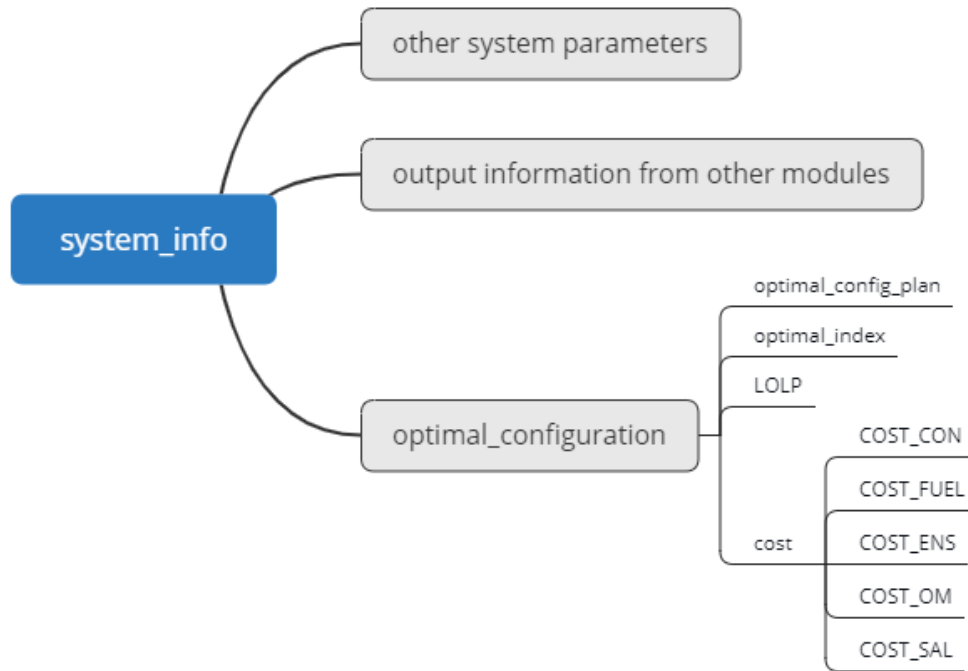 other system parameters
output information from other modules
system_info
optimal_config_plan
optimal_index
LOLP
optimal_configuration
COST_CON
COST_FUEL
cost
COST_ENS
COST_OM
COST_SAL